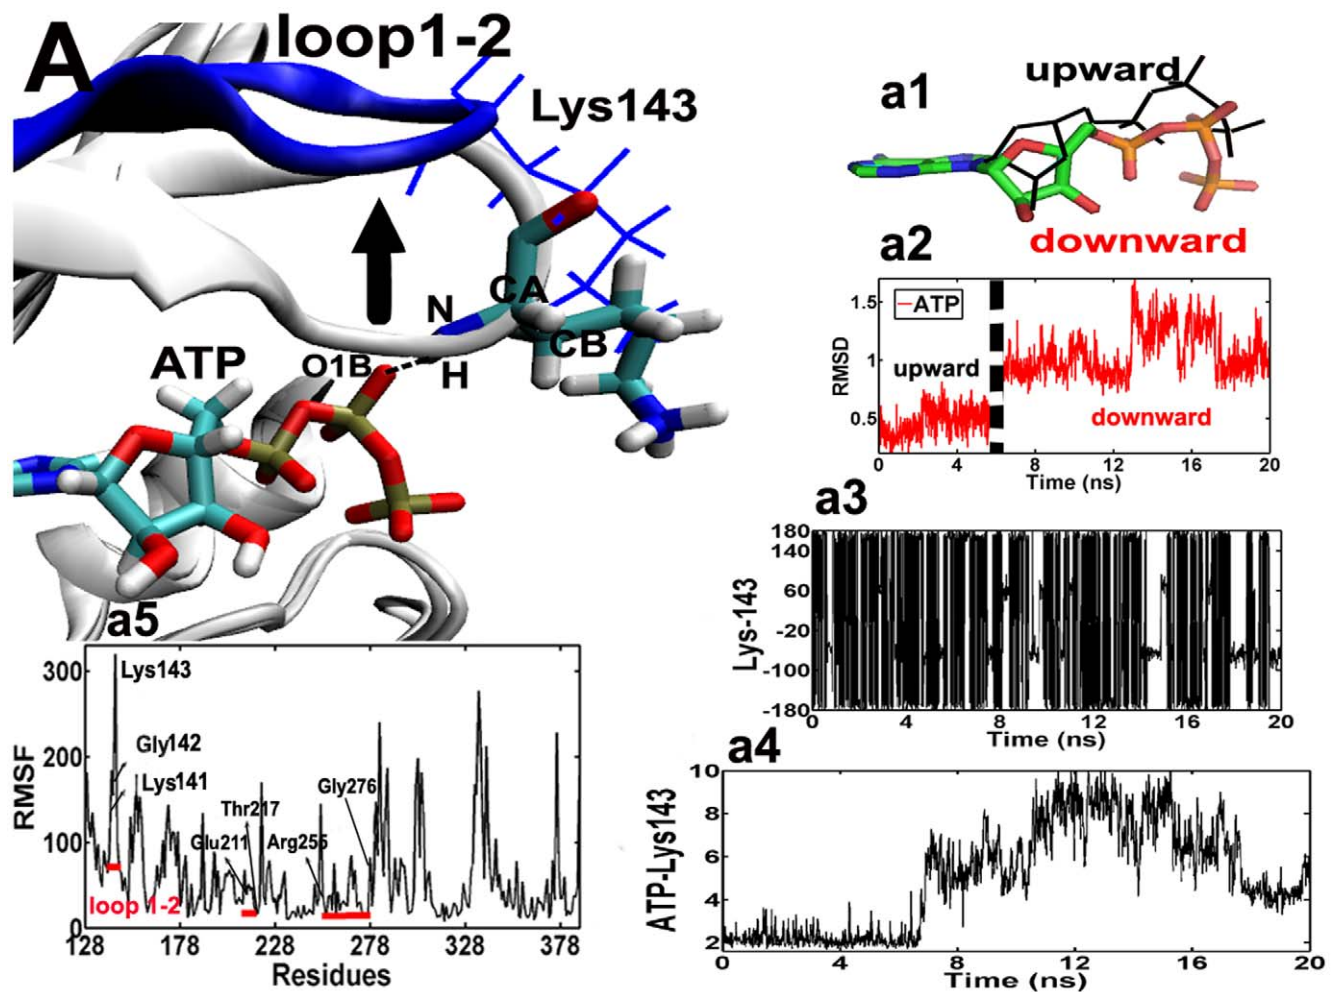 A
loop1-2
Lys143
N
CA
CB
H
O1B
ATP
a1
upward
downward
a2
ATP
upward
downward
RMSD
1.5
1
0.5
0
4
8
12
16
20
Time (ns)
a3
Lys-143
180
140
60
-20
-100
-180
0
4
8
12
16
20
Time (ns)
a4
ATP-Lys143
10
8
6
4
2
0
4
8
12
16
20
Time (ns)
a5
RMSF
300
200
100
0
Lys143
Gly142
Lys141
Thr217
Glu211
Arg255
Gly276
loop 1-2
128
178
228
278
328
378
Residues